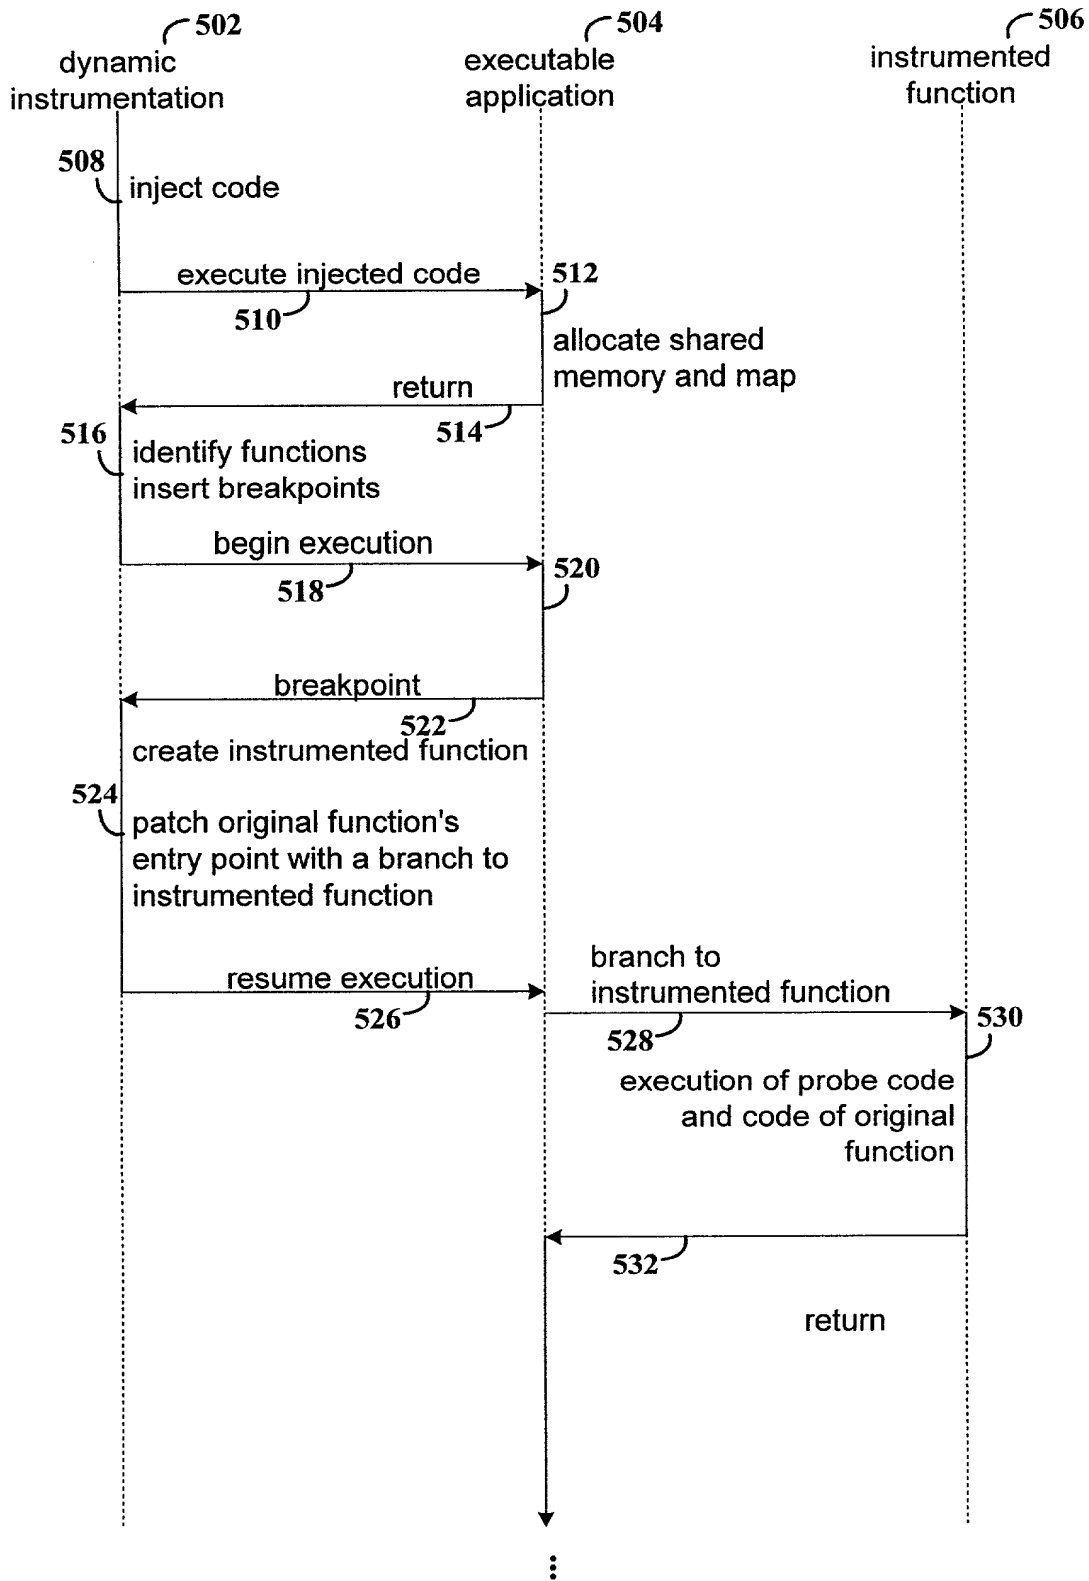 502
504
506
dynamic
instrumentation
executable
application
instrumented
function
508
inject code
execute injected code
510
512
allocate shared
memory and map
return
514
516
identify functions
insert breakpoints
begin execution
518
520
breakpoint
522
create instrumented function
524
patch original function's
entry point with a branch to
instrumented function
resume execution
526
branch to
instrumented function
528
530
execution of probe code
and code of original
function
532
return